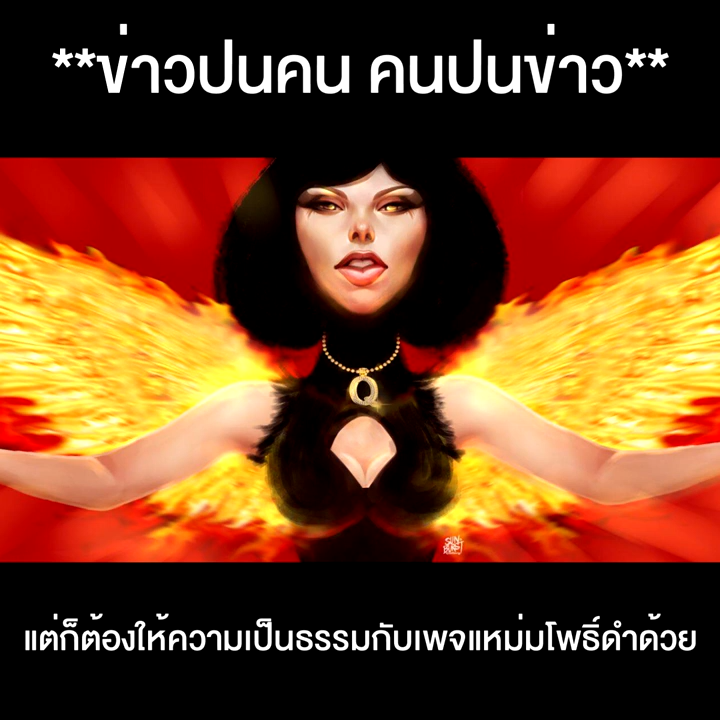 **ข่าวปนคน คนปนข่าว**
Q
แต่ก็ต้องให้ความเป็นธรรมกับเพจแหม่มโพธิ์ดำด้วย